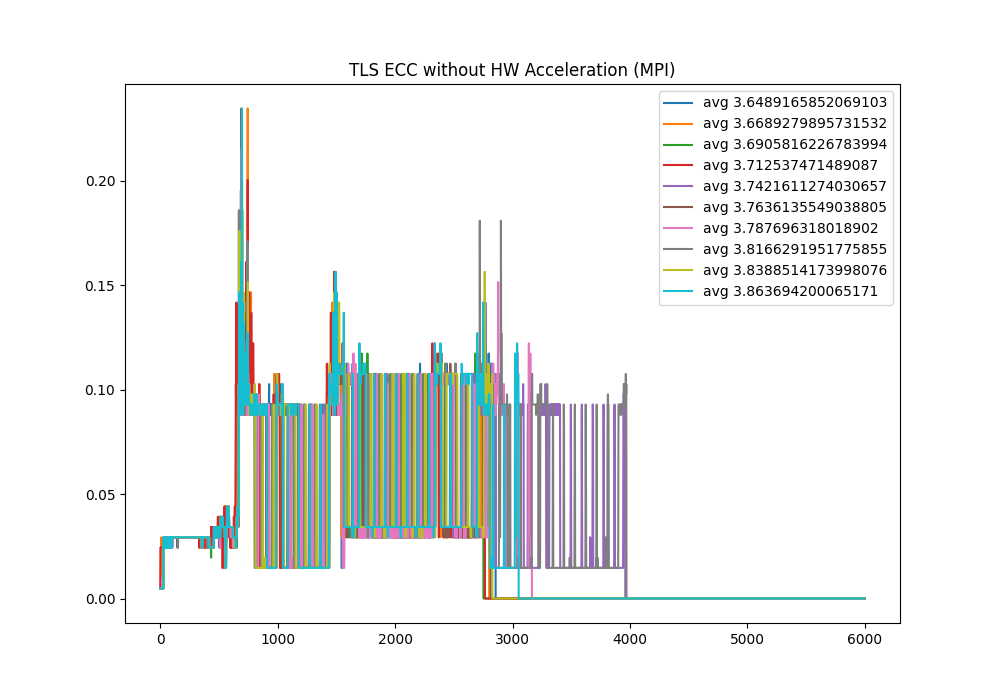 TLS ECC without HW Acceleration (MPI)
avg 3.6489165852069103
avg 3.6689279895731532
avg 3.6905816226783994
avg 3.712537471489087
avg 3.7421611274030657
avg 3.7636135549038805
avg 3.787696318018902
avg 3.8166291951775855
avg 3.8388514173998076
avg 3.863694200065171
0.20
0.15
0.10
0.05
0.00
0 1000 2000 3000 4000 5000 6000